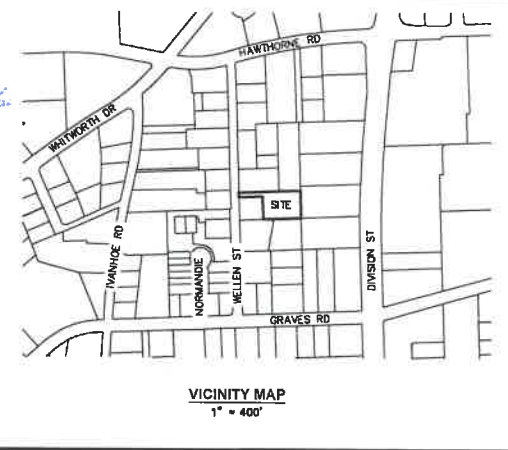 HAWTHORNE RD
WHITWORTH DR
SITE
IVANHOE RD
NORMANDIE
WELLEN ST
DIVISION ST
GRAVES RD
VICINITY MAP
1" = 400'